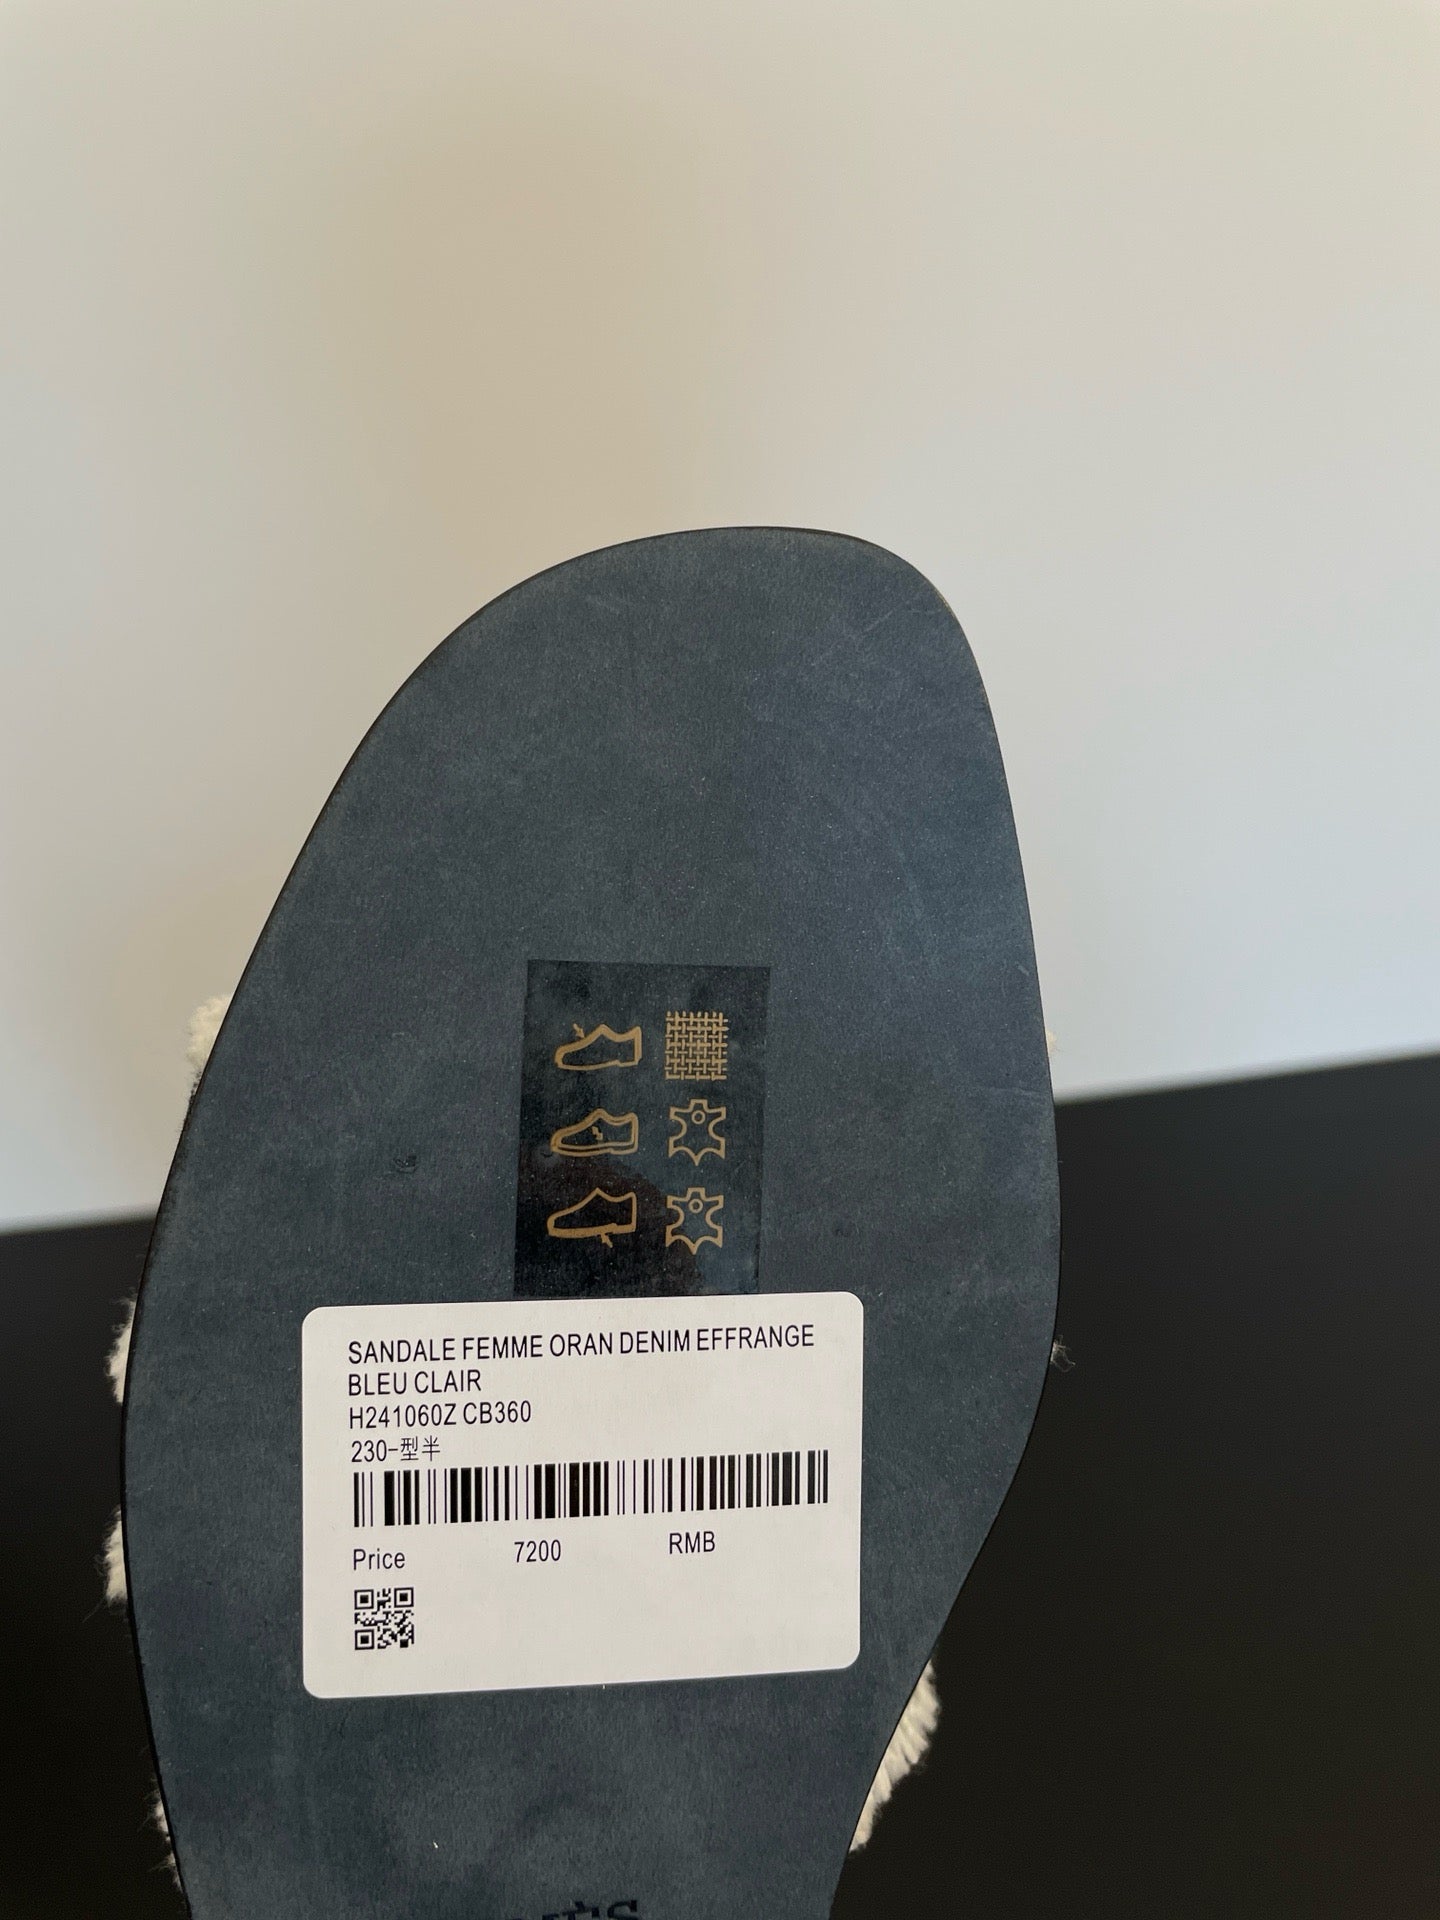 SANDALE FEMME ORAN DENIM EFFRANGE
BLEU CLAIR
H241060Z CB360
230-型半
Price 7200 RMB